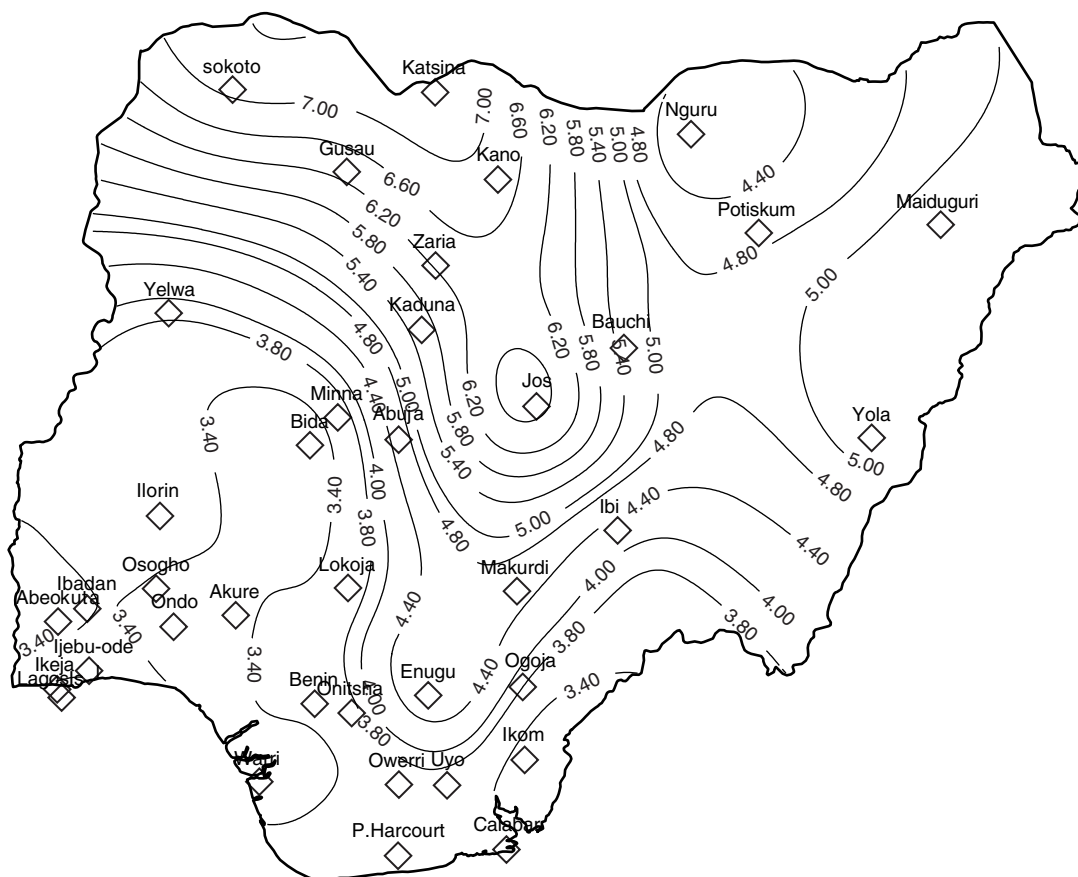 sokoto
Katsina
7.00
7.00
6.60
6.20
5.80
5.40
5.00
4.80
Nguru
Gusau
Kano
6.60
4.40
6.20
Potiskum
Maiduguri
5.80
Zaria
4.80
5.40
5.00
Yelwa
Kaduna
Bauchi
3.80
4.80
6.20
5.80
5.40
5.00
4.40
5.00
6.20
Jos
Minna
Abuja
Bida
3.40
5.80
4.80
Yola
5.40
5.00
4.00
4.80
3.40
Ilorin
3.80
4.80
5.00
Ibi
4.40
4.40
Osogho
Lokoja
Makurdi
4.00
Ibadan
Abeokuta
Akure
Ondo
4.40
4.00
3.40
3.40
3.80
3.80
Ijebu-ode
Ikeja
3.40
Ogoja
4.40
3.40
Enugu
Benin
Onitsha
4.00
3.80
Ikom
Warri
Owerri
Uyo
P.Harcourt
Calabar